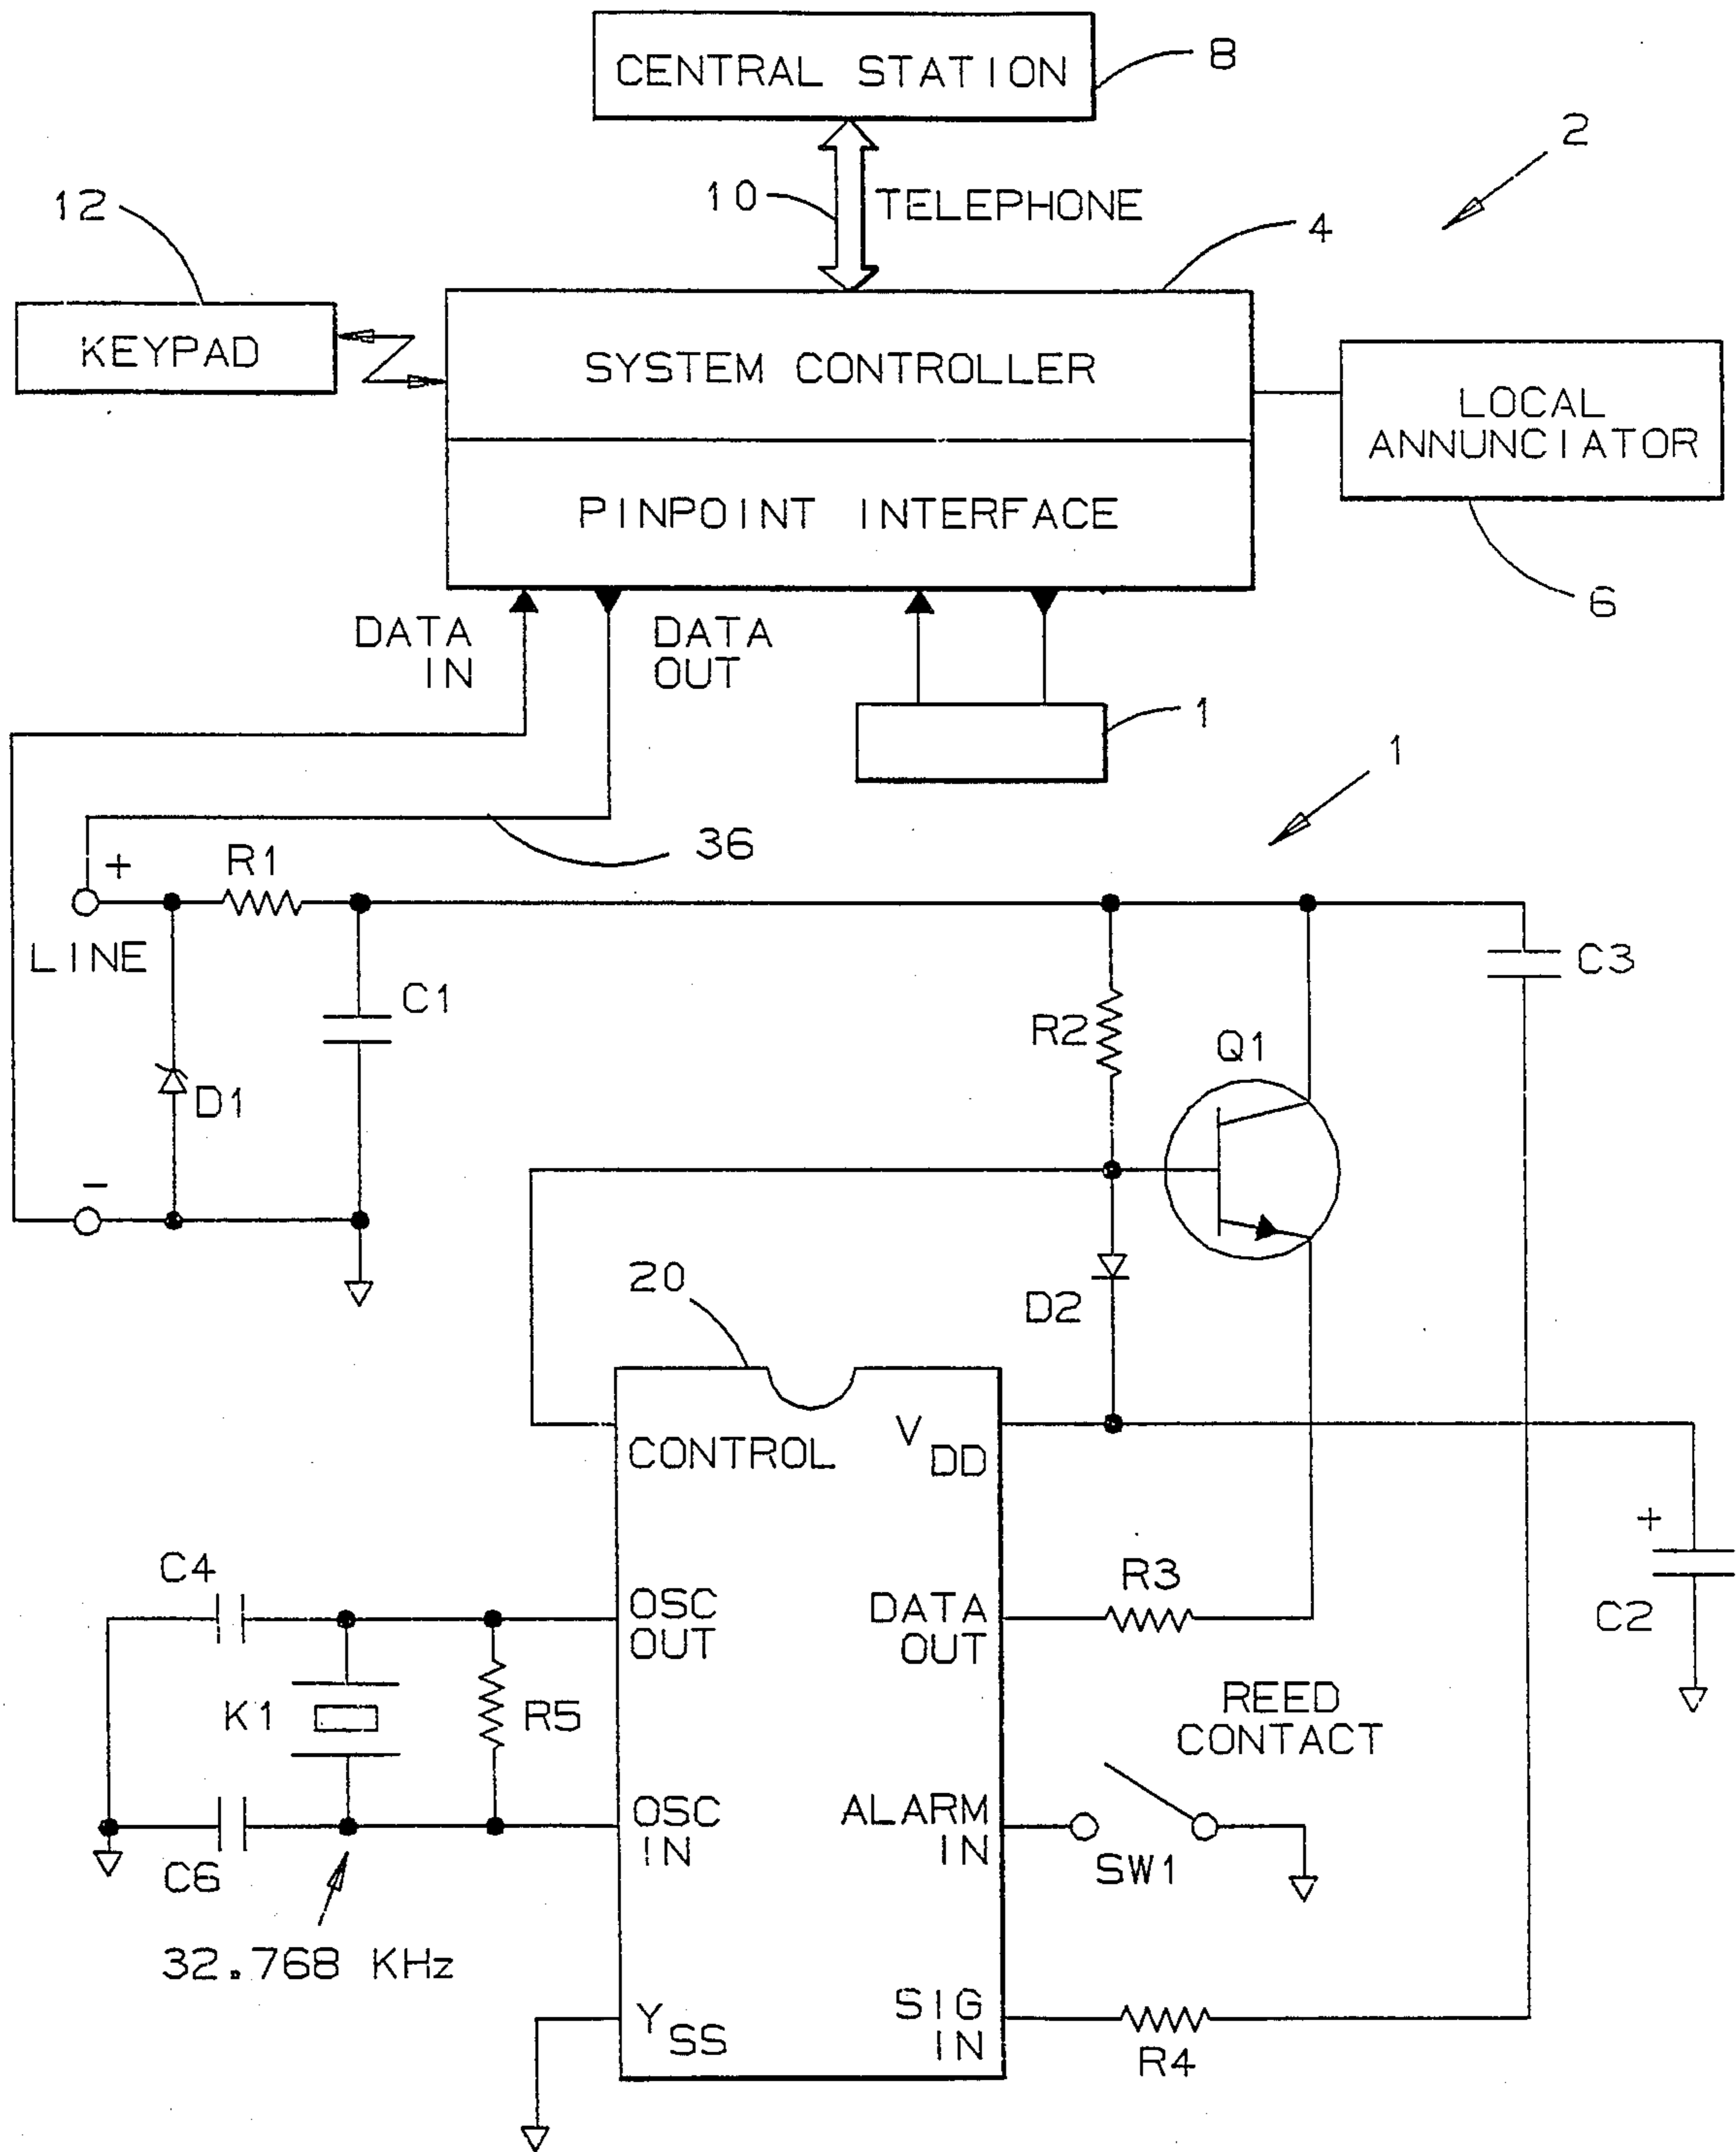 CENTRAL STATION
8
2
10
TELEPHONE
12
4
KEYPAD
SYSTEM CONTROLLER
LOCAL
ANNUNCIATOR
PINPOINT INTERFACE
6
DATA
IN
DATA
OUT
1
1
36
+
R1
LINE
C3
C1
R2
Q1
D1
-
20
D2
CONTROL
V DD
+
C4
R3
OSC
OUT
DATA
OUT
C2
K1
R5
REED
CONTACT
OSC
IN
ALARM
IN
C6
SW1
32.768 KHz
Y SS
SIG
IN
R4